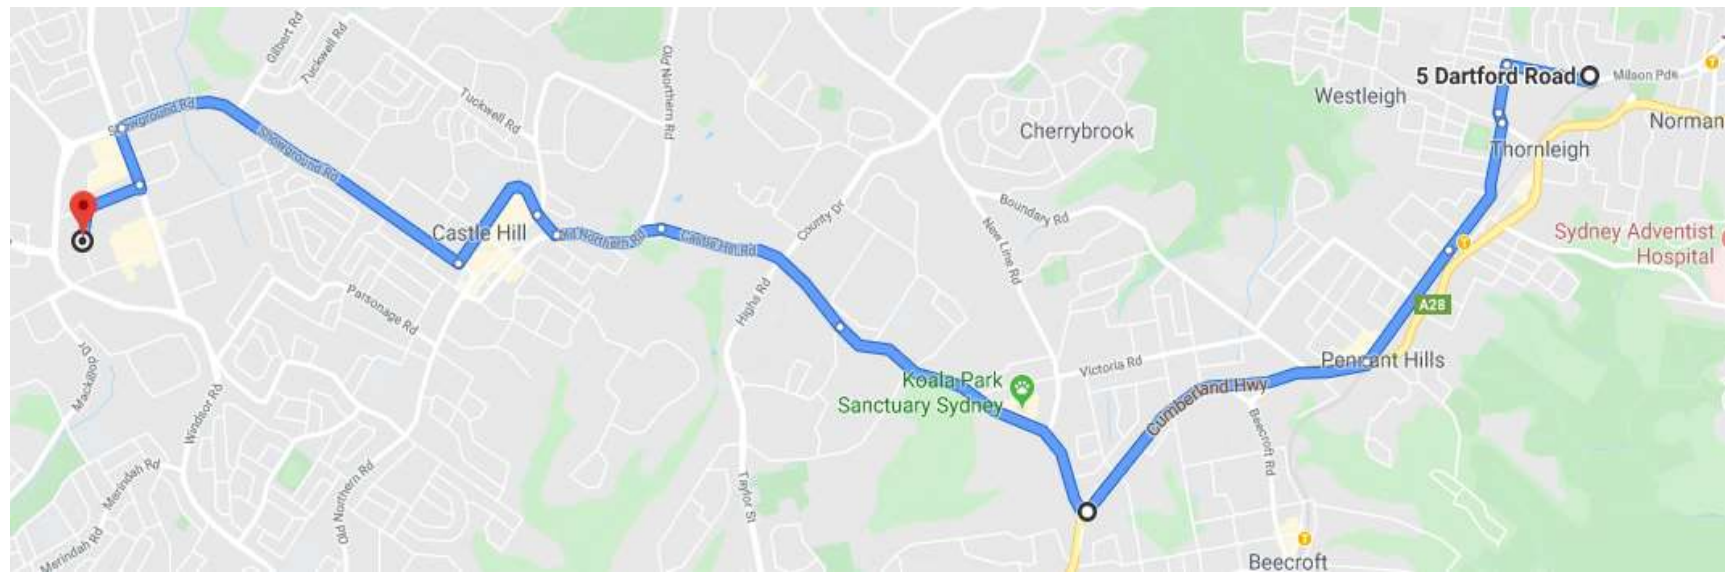 Gilbert Rd
Tuckwell Rd
Old Northern Rd
5 Dartford Road
Milson Pde
Westleigh
Showground Rd
Tuckwell Rd
Cherrybrook
Norman
Showground Rd
Thornleigh
Boundary Rd
County Dr
New Line Rd
Castle Hill
Old Northern Rd
Castle Hill Rd
Sydney Adventist
Hospital
Highs Rd
Parsonage Rd
A28
Mackillop Dr
Victoria Rd
Pennant Hills
Koala Park
Sanctuary Sydney
Cumberland Hwy
Windsor Rd
Beecroft Rd
Merindah Rd
Old Northern Rd
Taylor St
Merindah Rd
Beecroft